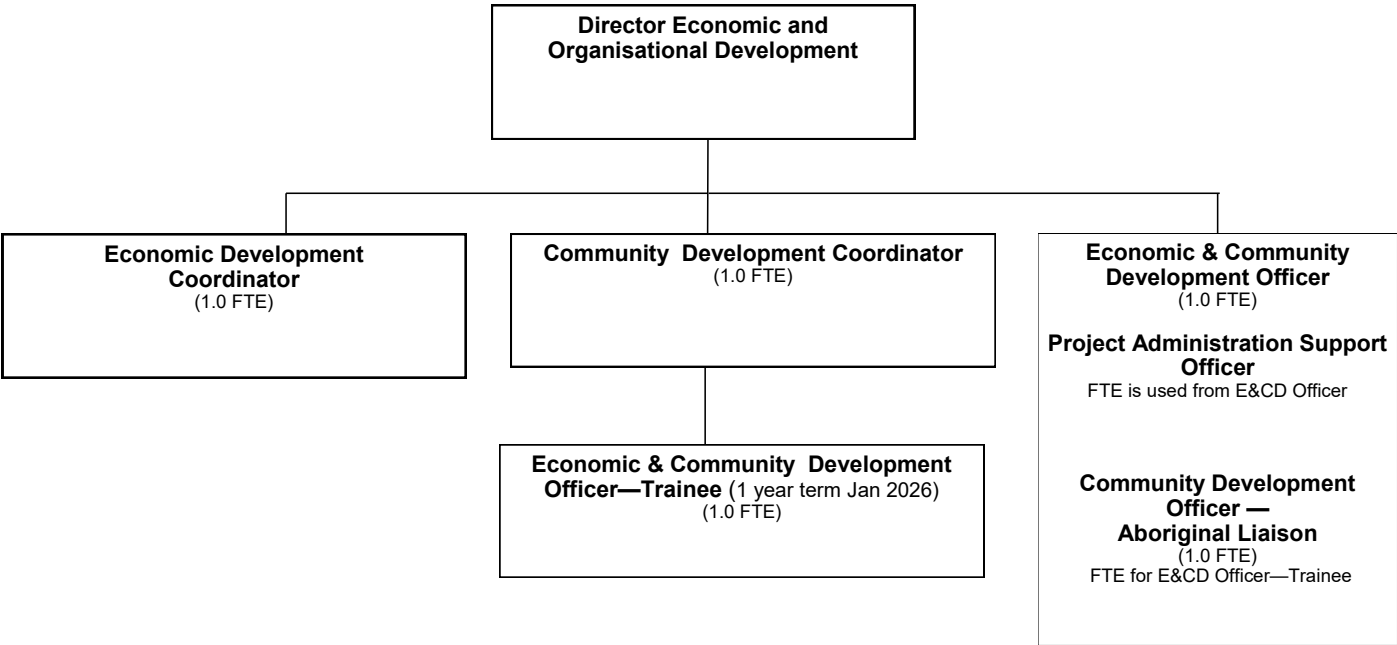 Director Economic and
Organisational Development
Economic Development
Coordinator
(1.0 FTE)
Community  Development Coordinator
(1.0 FTE)
Economic & Community  Development
Officer—Trainee (1 year term Jan 2026)
(1.0 FTE)
Economic & Community
Development Officer
(1.0 FTE)
Project Administration Support
Officer
FTE is used from E&CD Officer
Community Development
Officer —
Aboriginal Liaison
(1.0 FTE)
FTE for E&CD Officer—Trainee